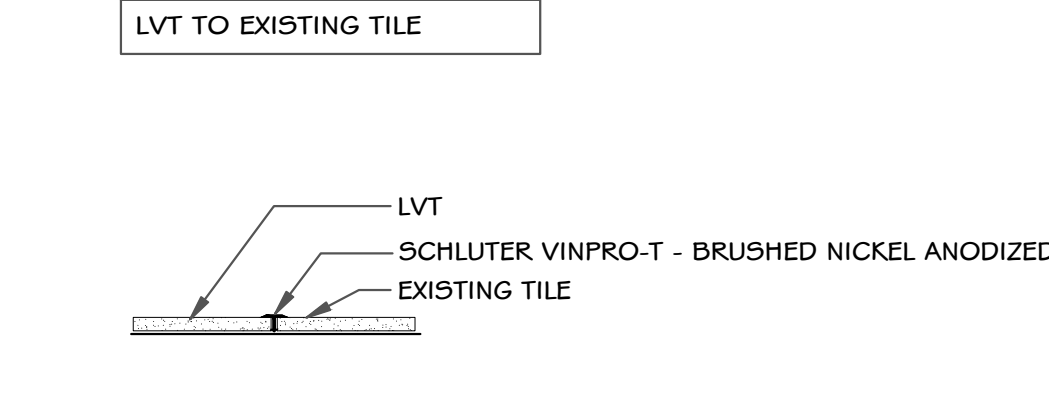 LVT TO EXISTING TILE
LVT
SCHLUTER VINPRO-T - BRUSHED NICKEL ANODIZED
EXISTING TILE